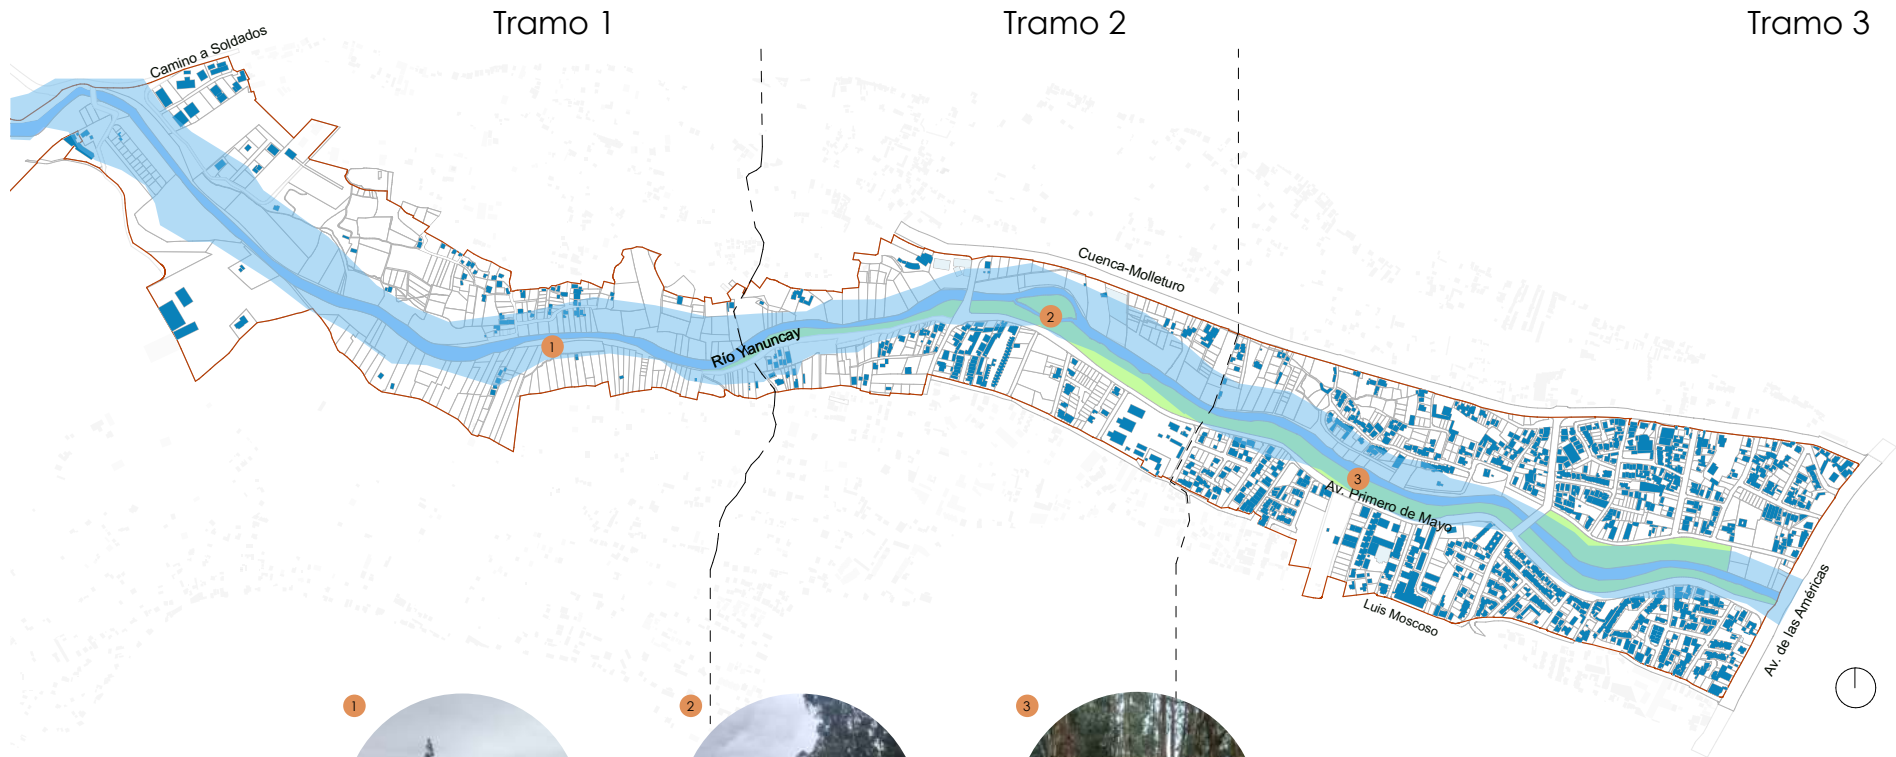 Tramo 1
Tramo 2
Tramo 3
Camino a Soldados
Cuenca-Molleturo
Río Yanuncay
1
2
3
Av. Primero de Mayo
Luis Moscoso
Av. de las Américas
1
2
3